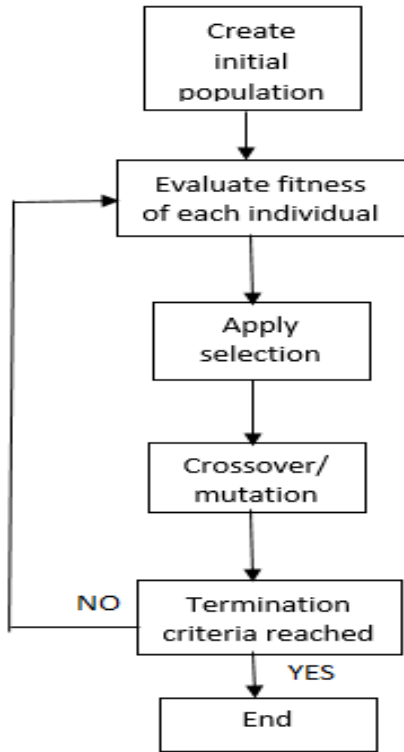 Create
initial
population
Evaluate fitness
of each individual
Apply
selection
Crossover/
mutation
NO
Termination
criteria reached
YES
End